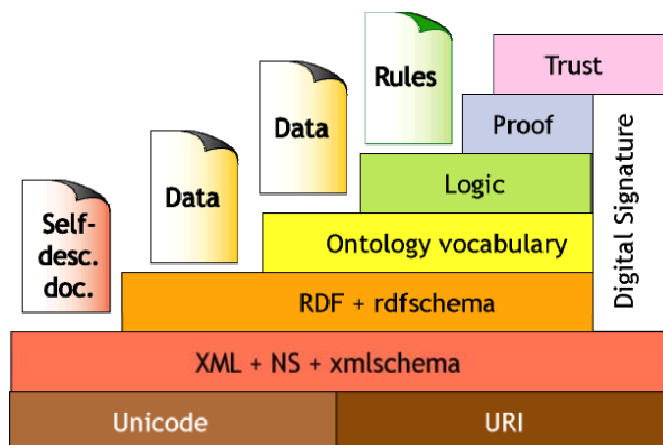 Rules
Trust
Data
Proof
Data
Logic
Self-
desc.
doc.
Ontology vocabulary
Digital Signature
RDF + rdfschema
XML + NS + xmlschema
Unicode
URI